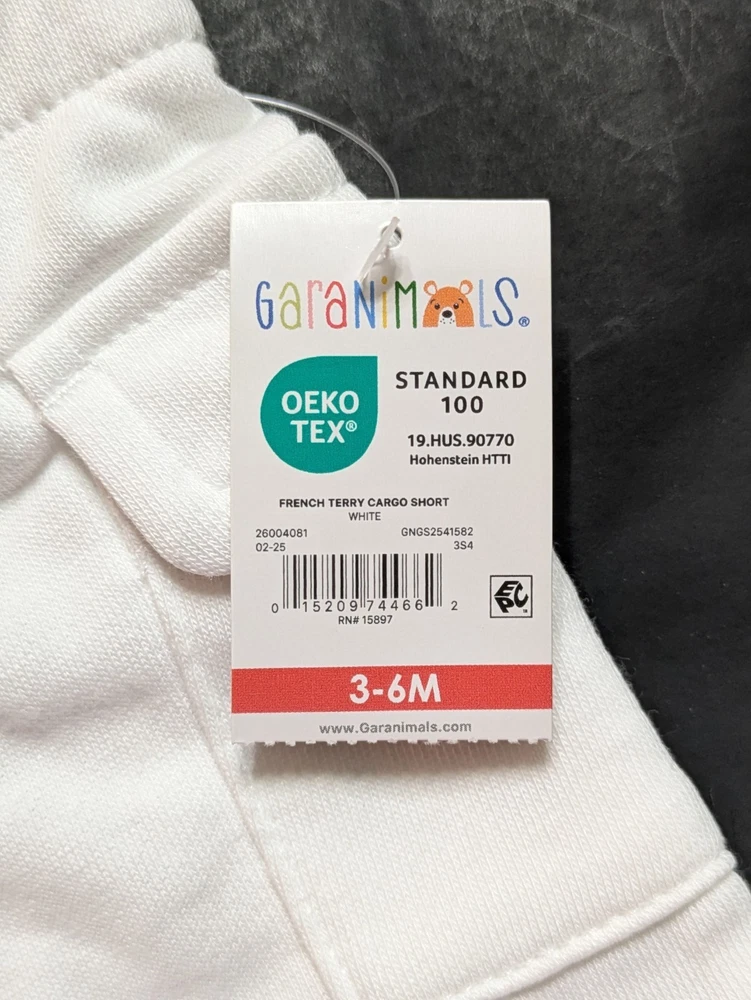 GaraNiMALS®
OEKO
TEX®
STANDARD
100
19.HUS.90770
Hohenstein HTTI
FRENCH TERRY CARGO SHORT
WHITE
26004081 GNGS2541582
02-25 3S4
0 15209 74466 2
EPC™
RN# 15897
3-6M
www.Garanimals.com